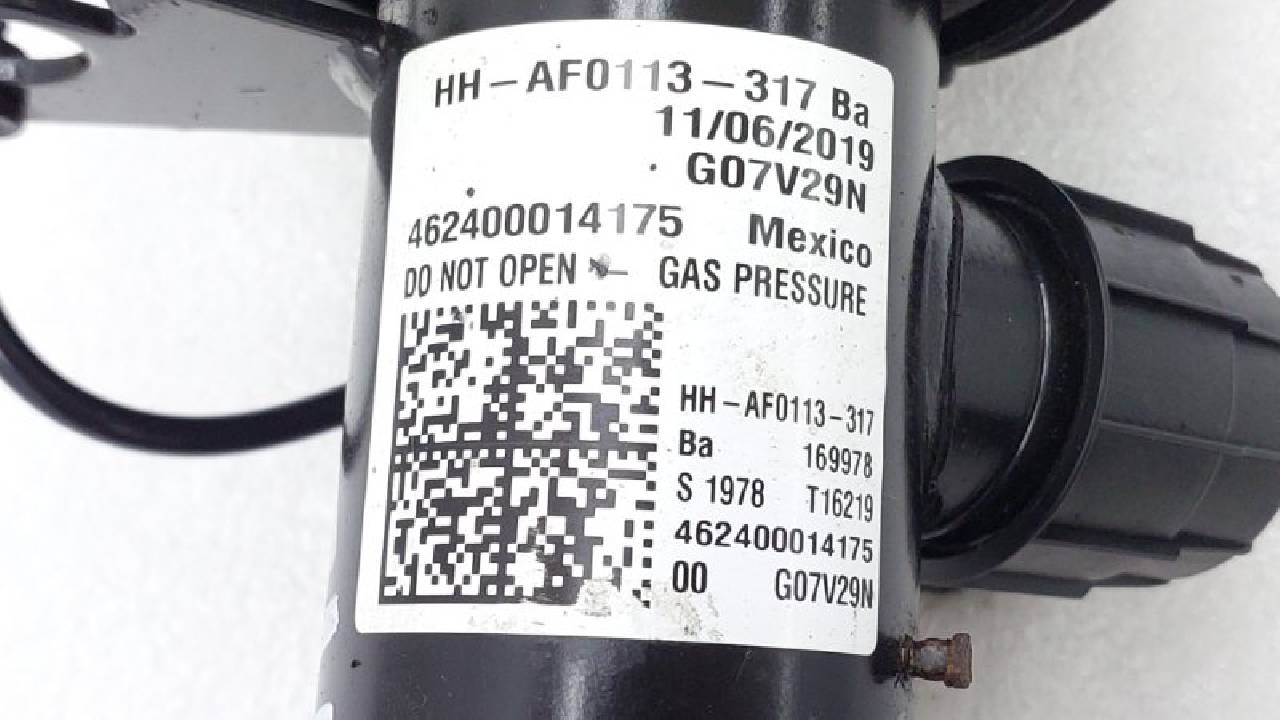 HH-AF0113-317 Ba
11/06/2019
G07V29N
462400014175 Mexico
DO NOT OPEN - GAS PRESSURE
HH-AF0113-317
Ba 169978
S 1978 T16219
462400014175
00 G07V29N